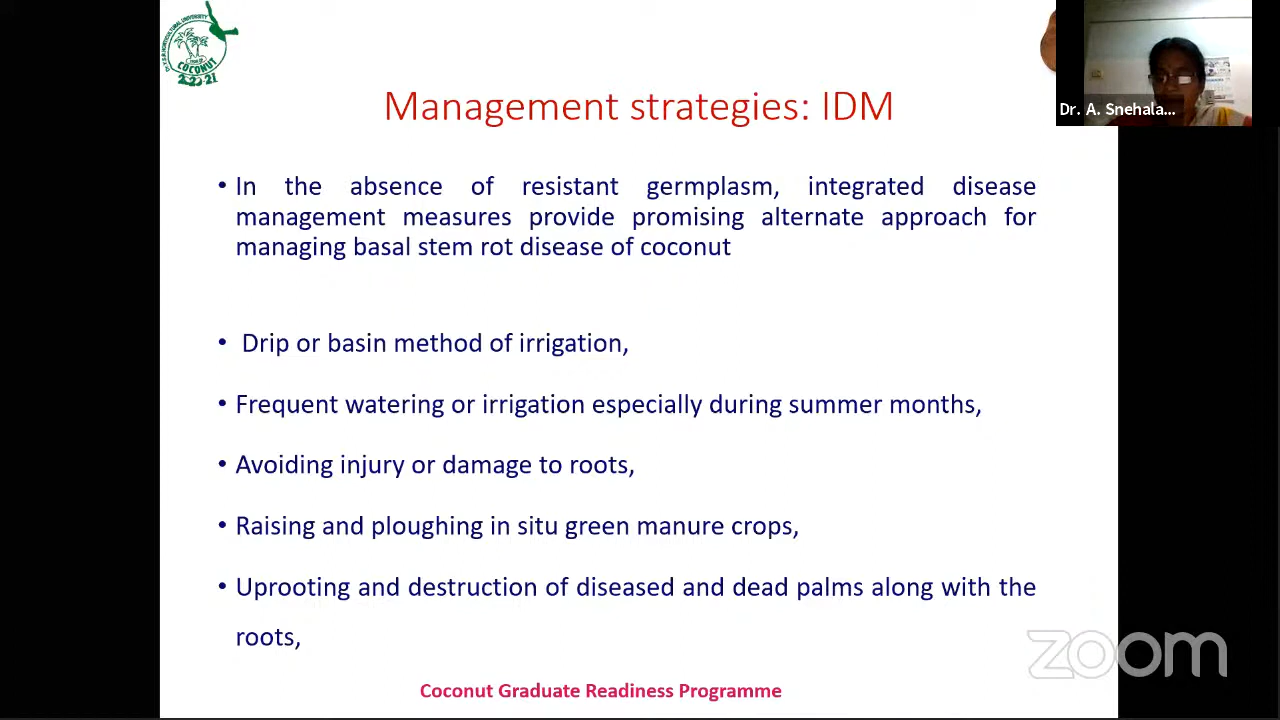 COCONUT
2020-21
Dr. A. Snehala...
Management strategies: IDM
• In the absence of resistant germplasm, integrated disease
management measures provide promising alternate approach for
managing basal stem rot disease of coconut
• Drip or basin method of irrigation,
• Frequent watering or irrigation especially during summer months,
• Avoiding injury or damage to roots,
• Raising and ploughing in situ green manure crops,
• Uprooting and destruction of diseased and dead palms along with the
roots,
zoom
Coconut Graduate Readiness Programme